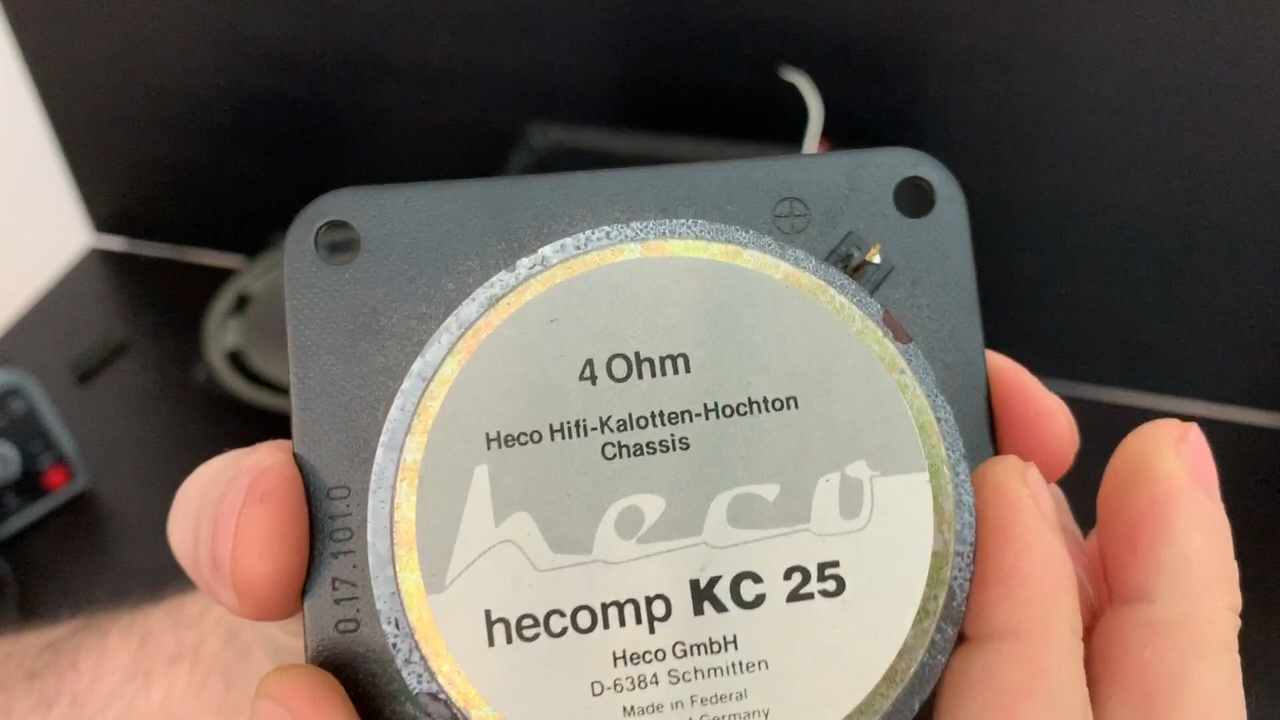 4 Ohm
Heco Hifi-Kalotten-Hochton
Chassis
heco
hecomp KC 25
Heco GmbH
D-6384 Schmitten
Made in Federal
Germany
0.17.101.0